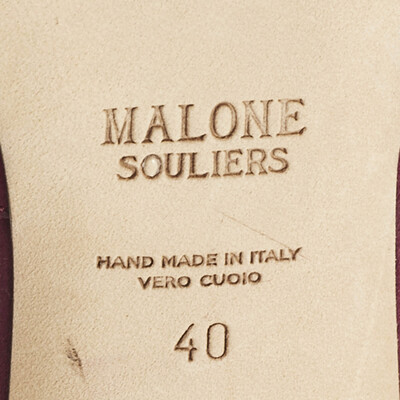 MALONE
SOULIERS
HAND MADE IN ITALY
VERO CUOIO
40